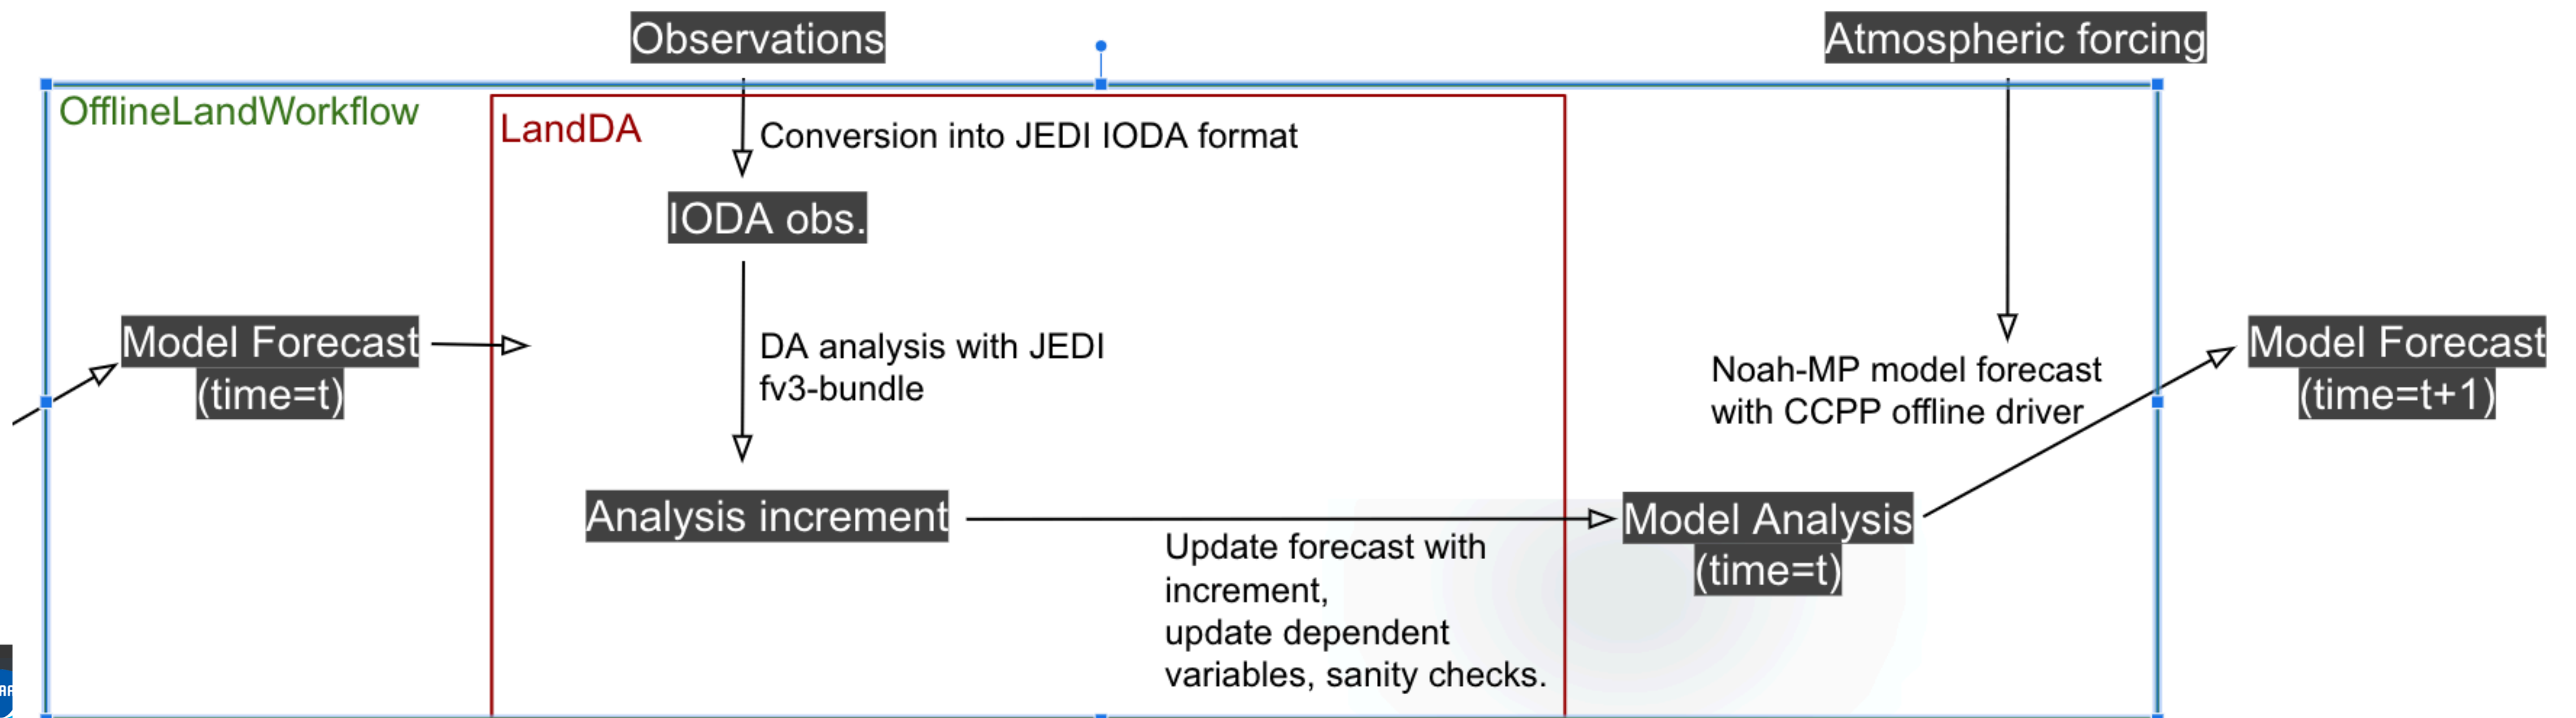 Observations
Atmospheric forcing
OfflineLandWorkflow
LandDA
Conversion into JEDI IODA format
IODA obs.
Model Forecast
(time=t)
DA analysis with JEDI
fv3-bundle
Noah-MP model forecast
with CCPP offline driver
Model Forecast
(time=t+1)
Analysis increment
Update forecast with
increment,
update dependent
variables, sanity checks.
Model Analysis
(time=t)